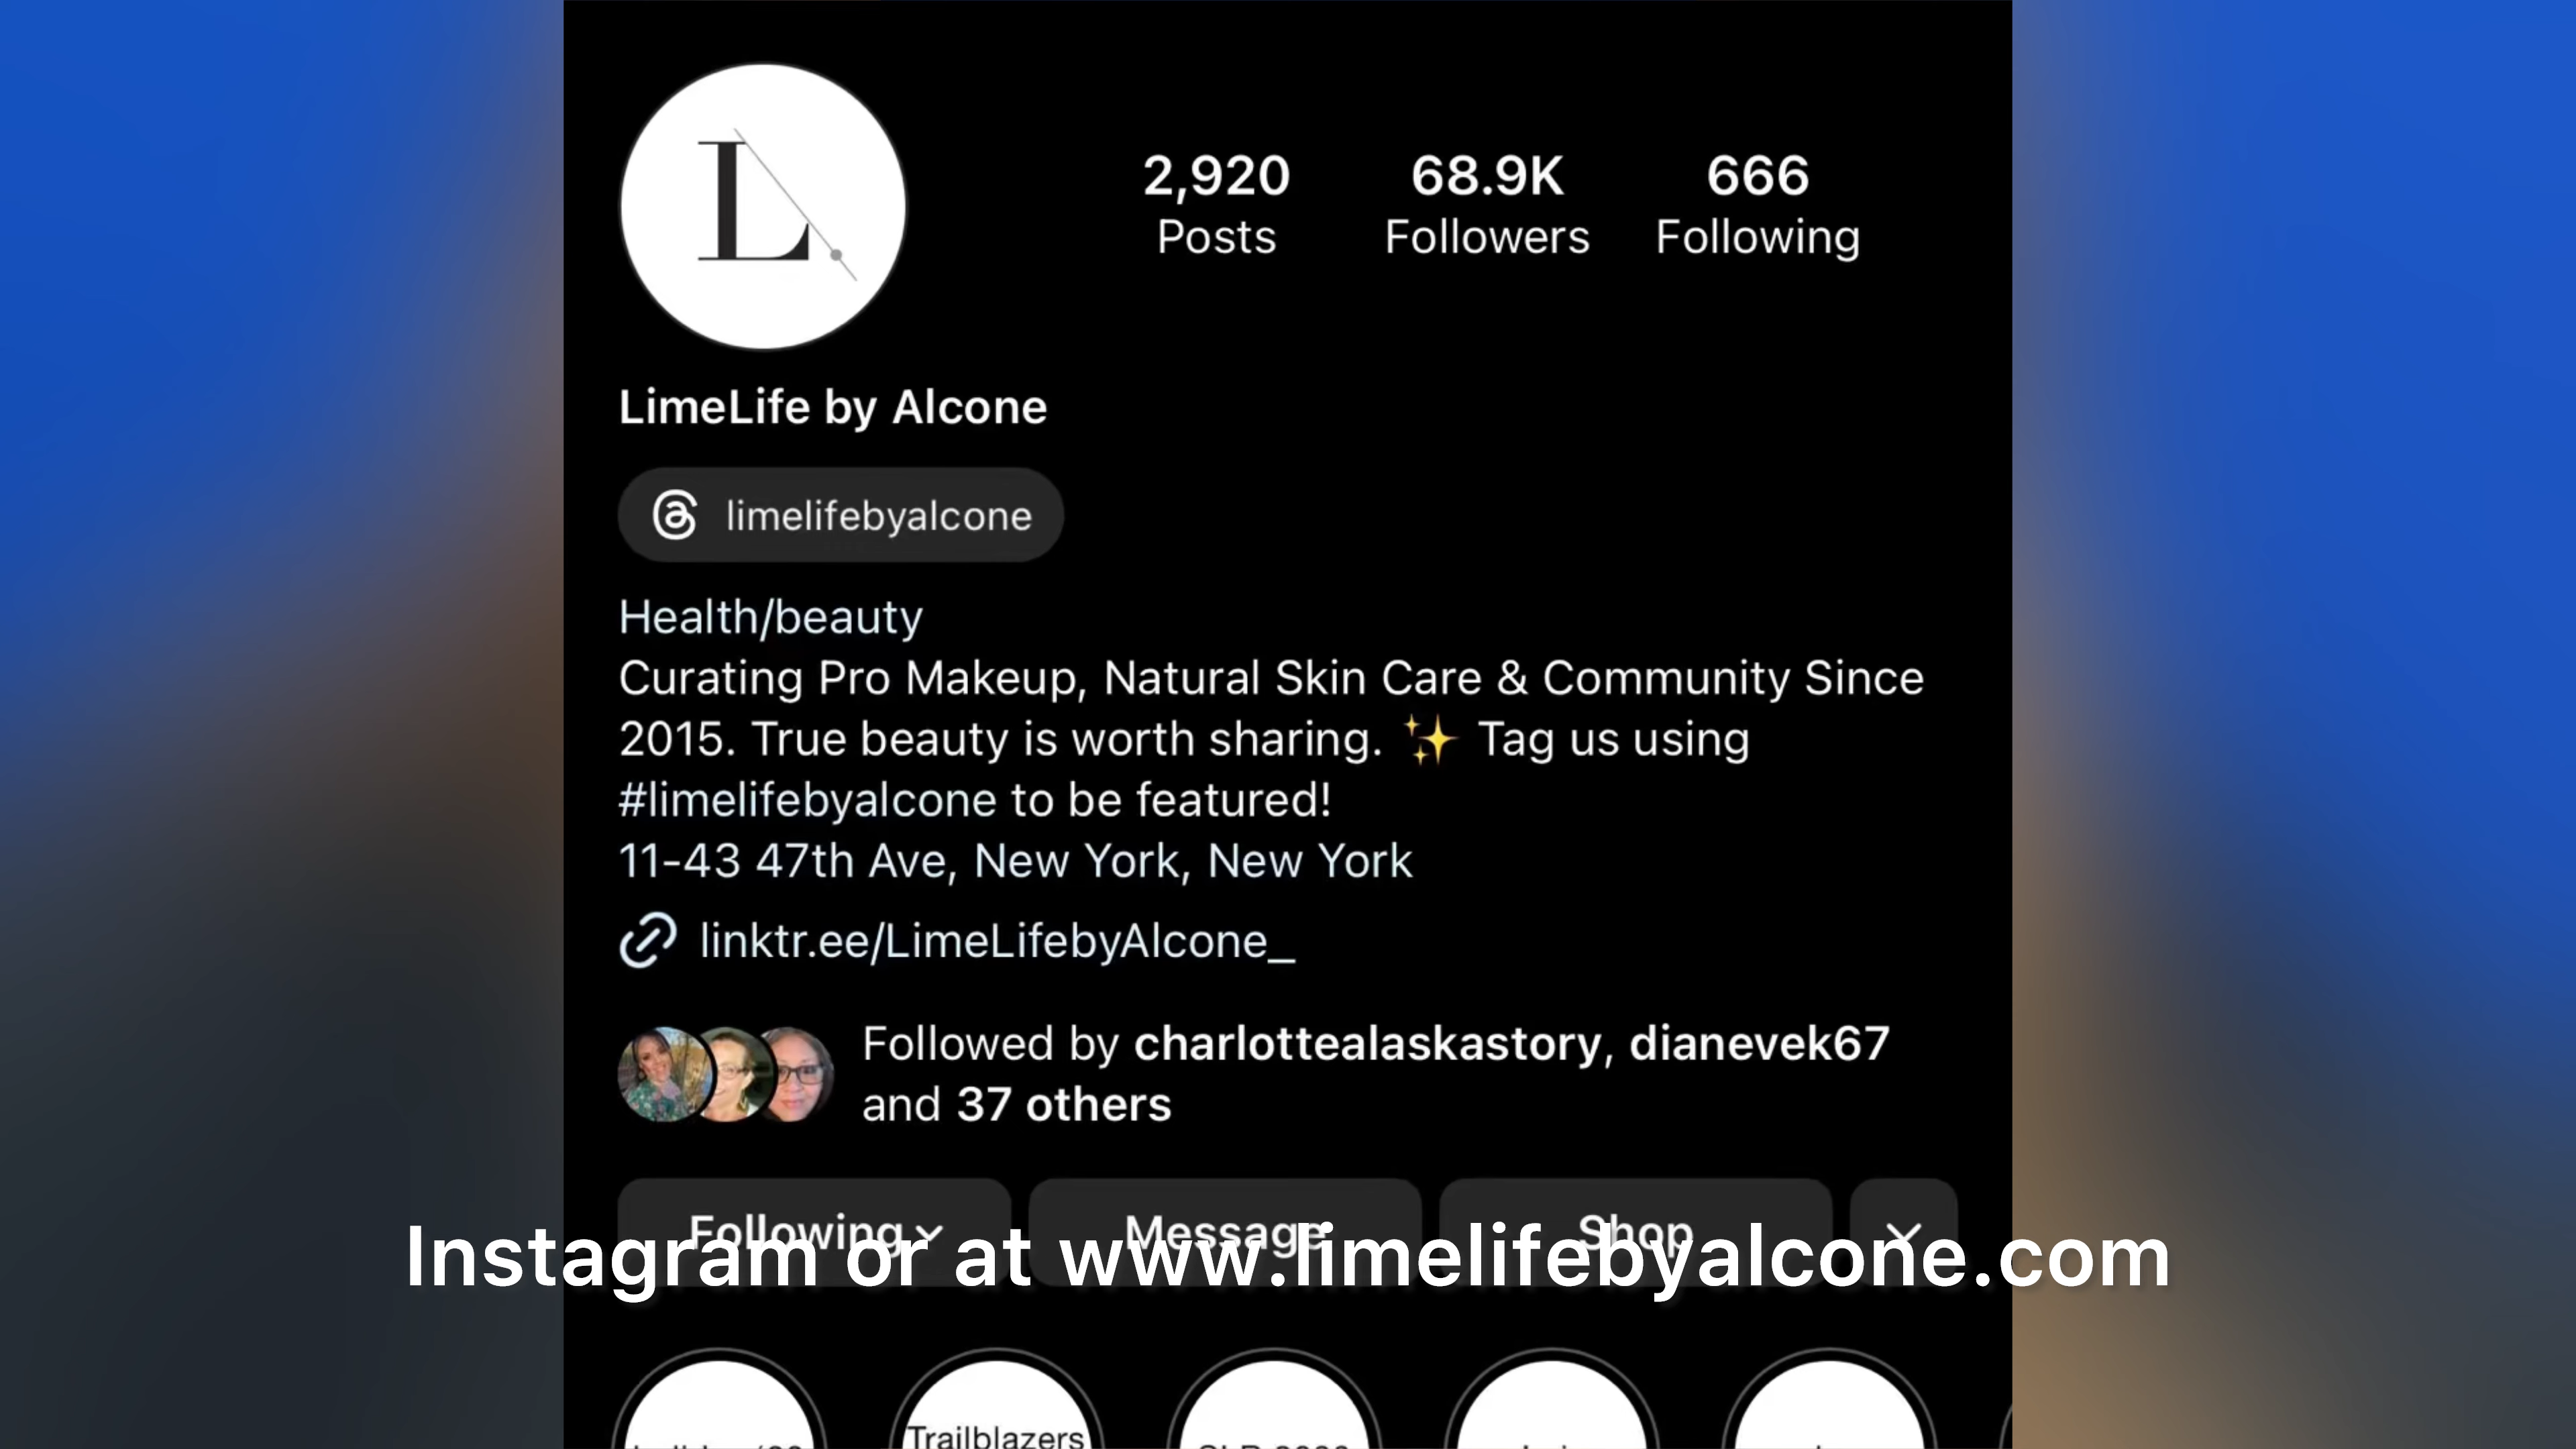 L
2,920 68.9K 666
Posts Followers Following
LimeLife by Alcone
limelifebyalcone
Health/beauty
Curating Pro Makeup, Natural Skin Care & Community Since
2015. True beauty is worth sharing. ✨ Tag us using
#limelifebyalcone to be featured!
11-43 47th Ave, New York, New York
linktr.ee/LimeLifebyAlcone_
Followed by charlottealaskastory, dianevek67
and 37 others
Following Message Shop
Instagram or at www.limelifebyalcone.com
Trailblazers